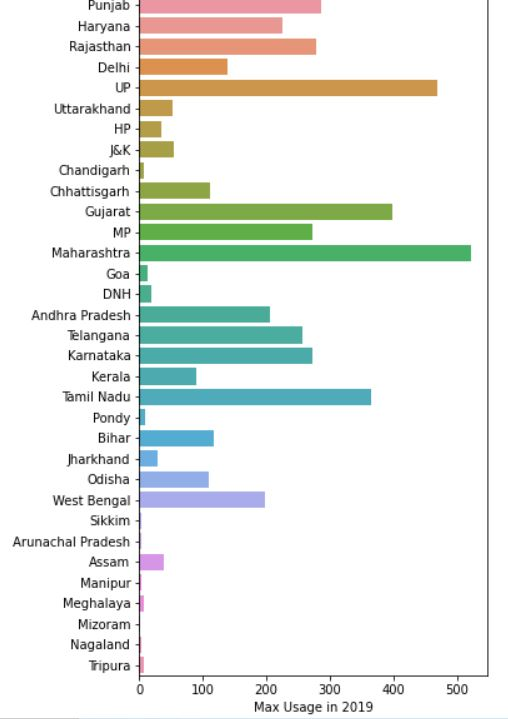 Punjab
Haryana
Rajasthan
Delhi
UP
Uttarakhand
HP
J&K
Chandigarh
Chhattisgarh
Gujarat
MP
Maharashtra
Goa
DNH
Andhra Pradesh
Telangana
Karnataka
Kerala
Tamil Nadu
Pondy
Bihar
Jharkhand
Odisha
West Bengal
Sikkim
Arunachal Pradesh
Assam
Manipur
Meghalaya
Mizoram
Nagaland
Tripura
0 100 200 300 400 500
Max Usage in 2019